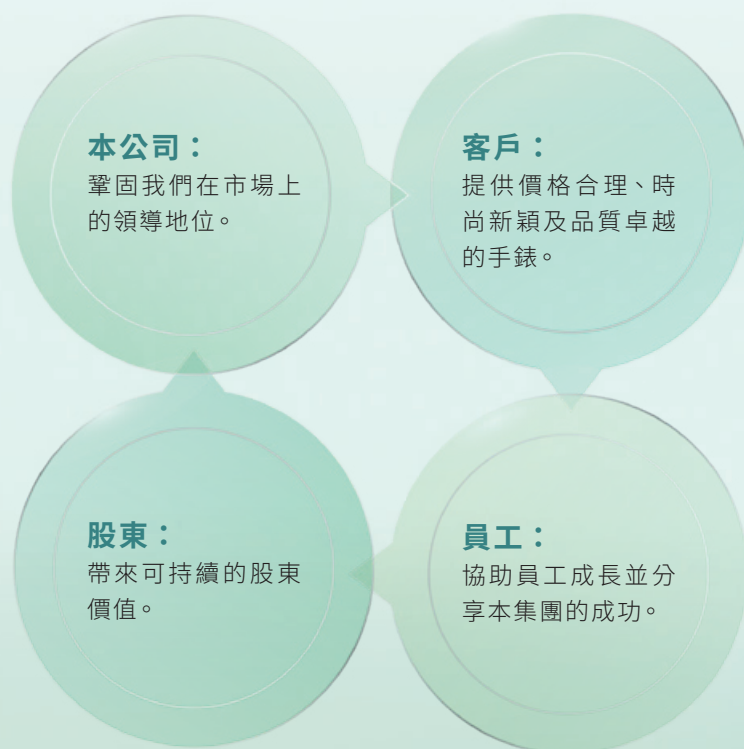 本公司：
鞏固我們在市場上
的領導地位。
客戶：
提供價格合理、時
尚新穎及品質卓越
的手錶。
股東：
帶來可持續的股東
價值。
員工：
協助員工成長並分
享本集團的成功。